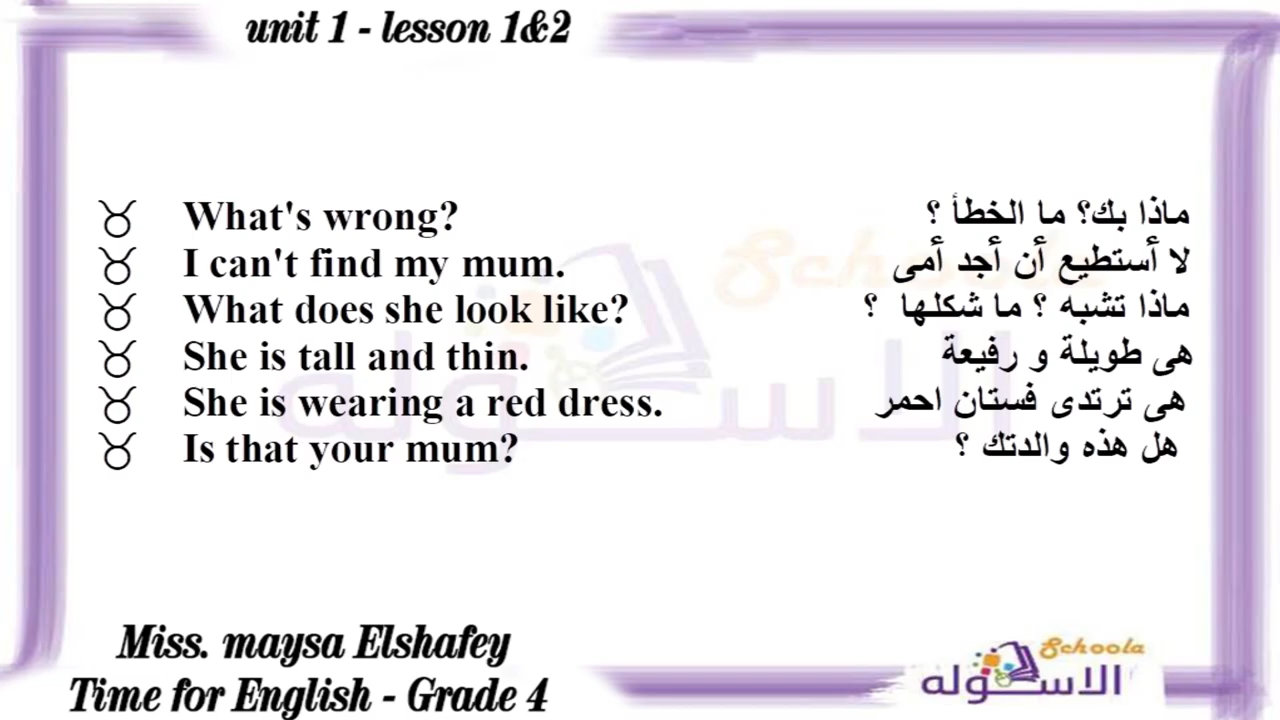 unit 1 - lesson 1&2
What's wrong? ماذا بك؟ ما الخطأ ؟
I can't find my mum. لا أستطيع أن أجد أمى
What does she look like? ماذا تشبه ؟ ما شكلها ؟
She is tall and thin. هى طويلة و رفيعة
She is wearing a red dress. هى ترتدى فستان احمر
Is that your mum? هل هذه والدتك ؟
Miss. maysa Elshafey
Time for English - Grade 4
Schoola
الاسكوله